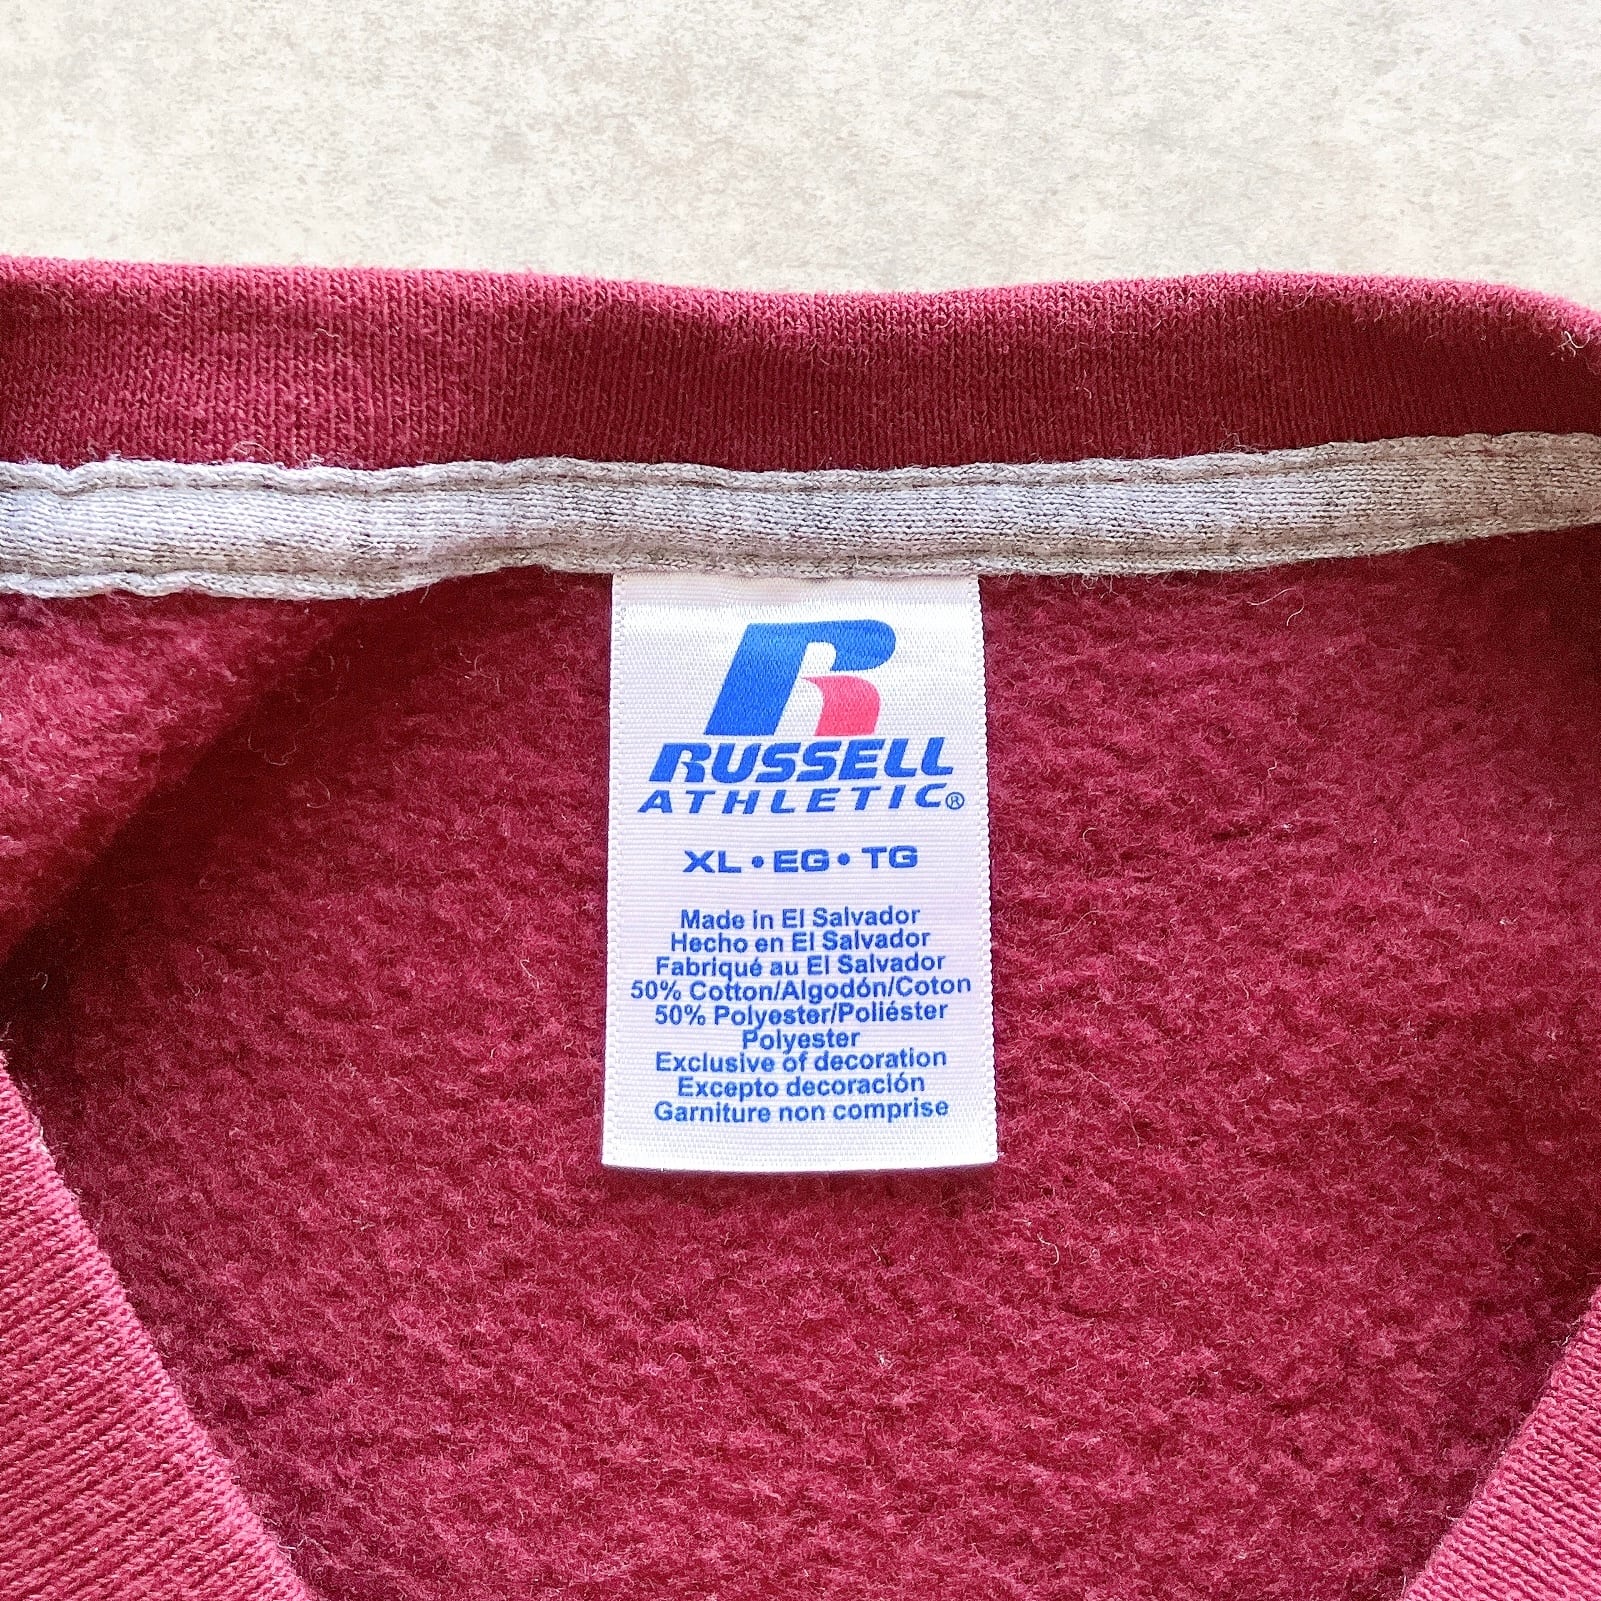 RUSSELL
ATHLETIC®
XL • EG • TG
Made in El Salvador
Hecho en El Salvador
Fabriqué au El Salvador
50% Cotton/Algodón/Coton
50% Polyester/Poliéster
Polyester
Exclusive of decoration
Excepto decoración
Garniture non comprise